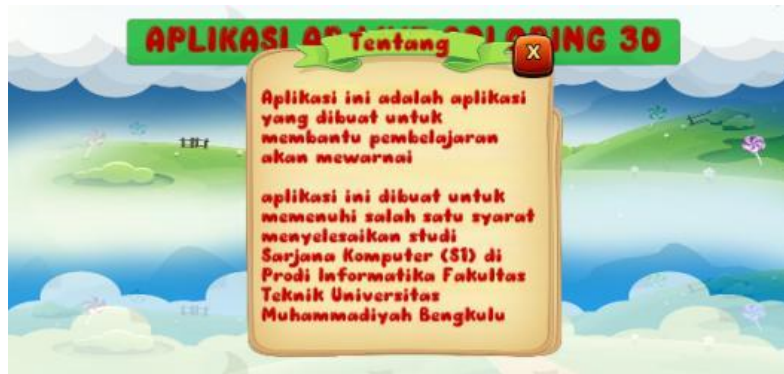 APLIKASI COLORING 3D
Tentang
X
Aplikasi ini adalah aplikasi
yang dibuat untuk
membantu pembelajaran
akan mewarnai
aplikasi ini dibuat untuk
memenuhi salah satu syarat
menyelesaikan studi
Sarjana Komputer (S1) di
Prodi Informatika Fakultas
Teknik Universitas
Muhammadiyah Bengkulu